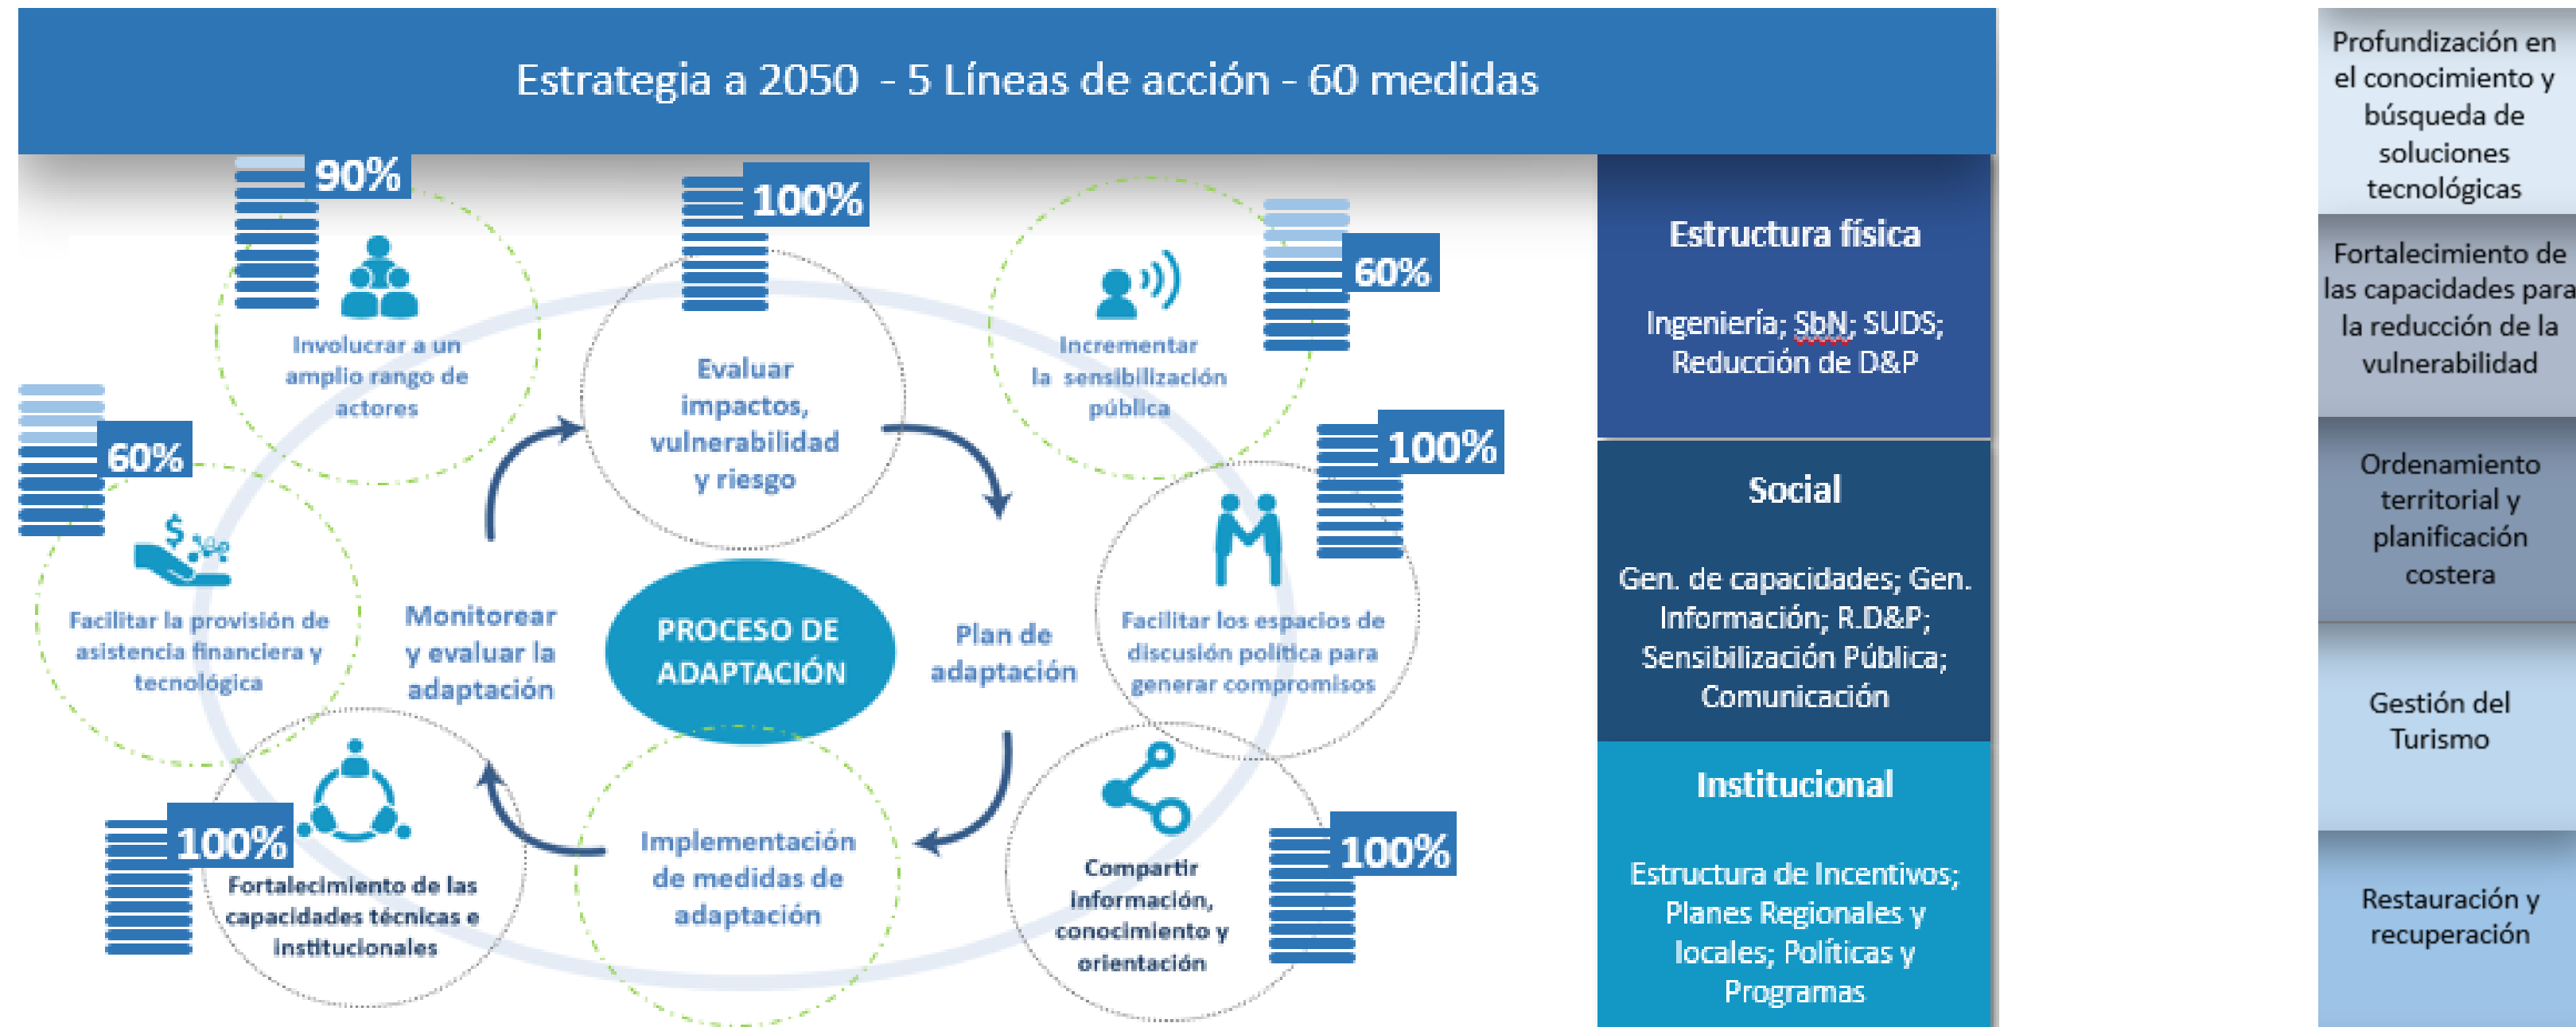 Estrategia a 2050 - 5 Líneas de acción - 60 medidas
90%
Involucrar a un
amplio rango de
actores
100%
Evaluar
impactos,
vulnerabilidad
y riesgo
60%
Incrementar
la sensibilización
pública
60%
$
Facilitar la provisión de
asistencia financiera y
tecnológica
100%
Facilitar los espacios de
discusión política para
generar compromisos
Monitorear
y evaluar la
adaptación
PROCESO DE
ADAPTACIÓN
Plan de
adaptación
100%
Fortalecimiento de las
capacidades técnicas e
institucionales
Implementación
de medidas de
adaptación
100%
Compartir
información,
conocimiento y
orientación
Estructura física
Ingeniería; SbN; SUDS;
Reducción de D&P
Social
Gen. de capacidades; Gen.
Información; R.D&P;
Sensibilización Pública;
Comunicación
Institucional
Estructura de Incentivos;
Planes Regionales y
locales; Políticas y
Programas
Profundización en
el conocimiento y
búsqueda de
soluciones
tecnológicas
Fortalecimiento de
las capacidades para
la reducción de la
vulnerabilidad
Ordenamiento
territorial y
planificación
costera
Gestión del
Turismo
Restauración y
recuperación